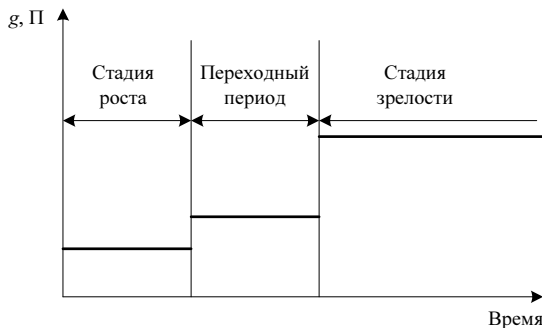 g, П
Стадия
роста
Переходный
период
Стадия
зрелости
Время